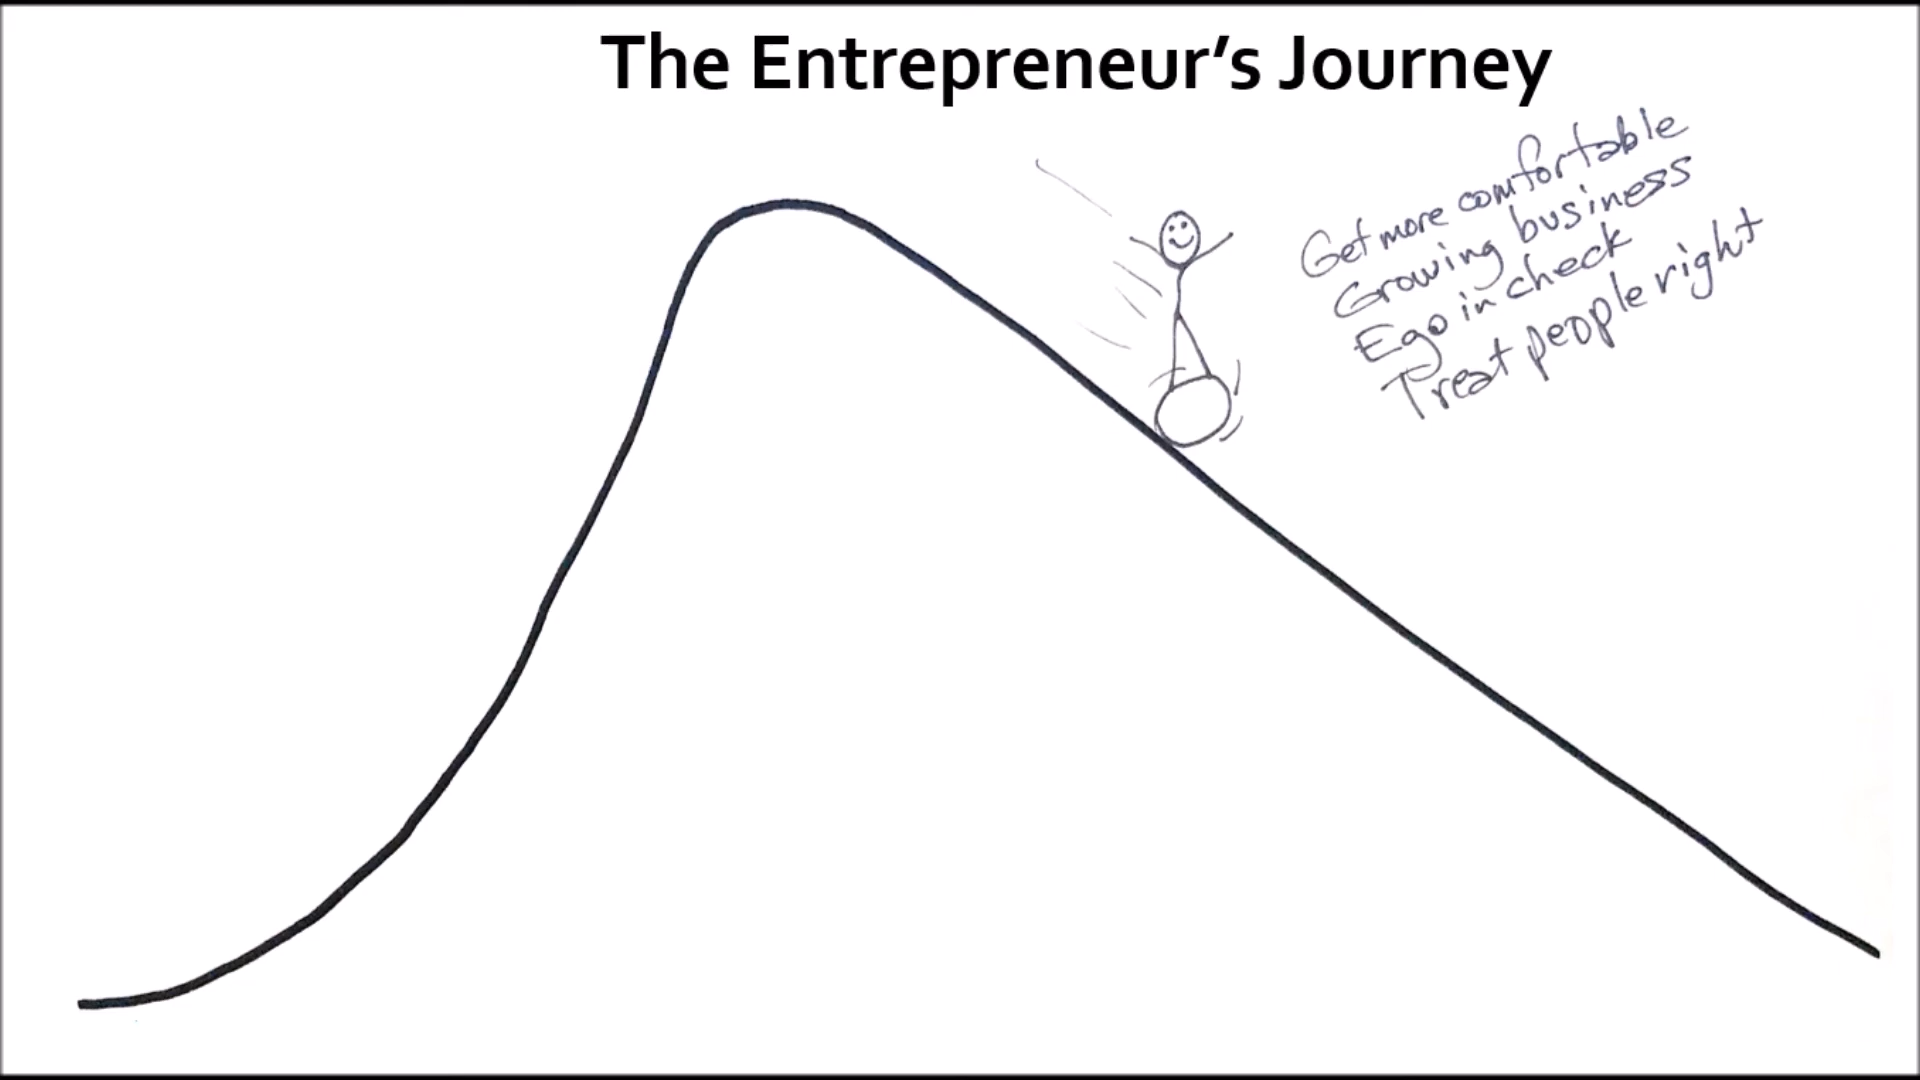 The Entrepreneur’s Journey
Get more comfortable
Growing business
Ego in check
Treat people right